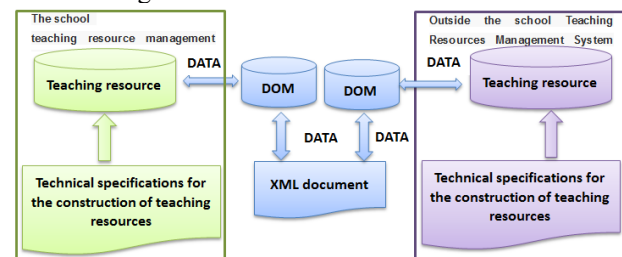 The school
teaching resource management
Outside the school Teaching
Resources Management System
DATA
DATA
Teaching resource
DOM
DOM
Teaching resource
DATA
DATA
Technical specifications for
the construction of teaching
resources
XML document
Technical specifications for
the construction of teaching
resources